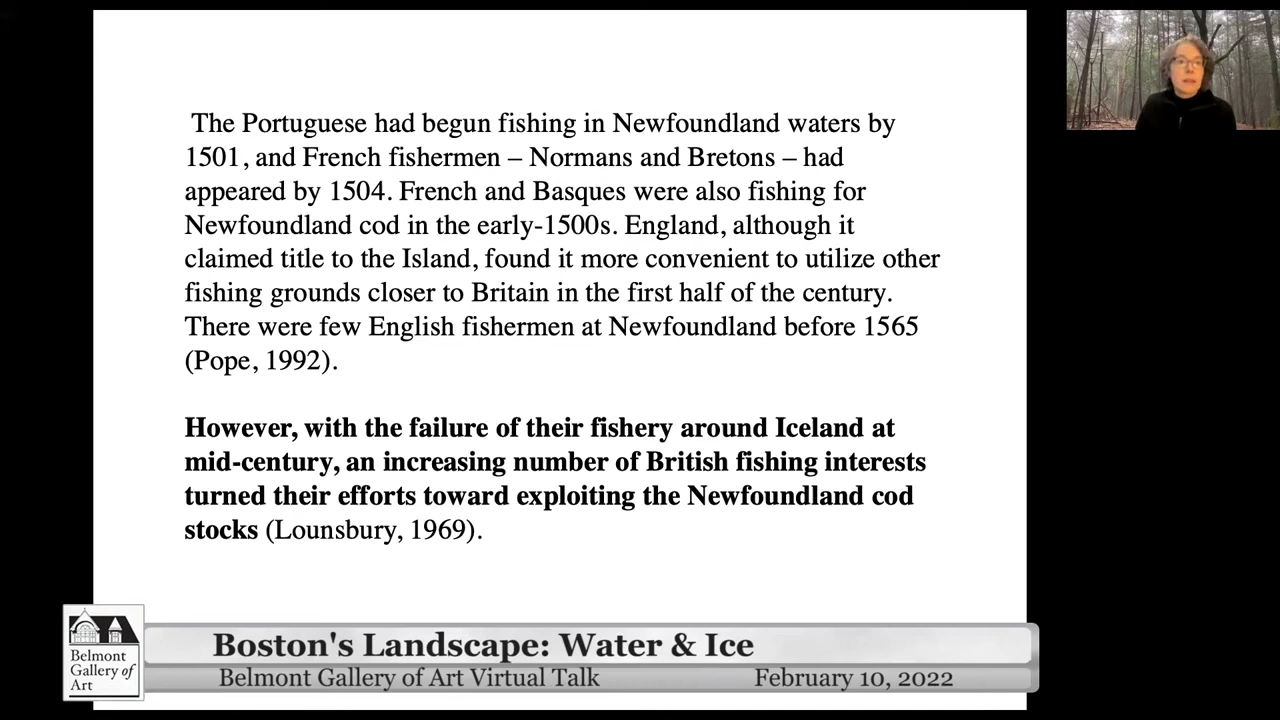 The Portuguese had begun fishing in Newfoundland waters by
1501, and French fishermen – Normans and Bretons – had
appeared by 1504. French and Basques were also fishing for
Newfoundland cod in the early-1500s. England, although it
claimed title to the Island, found it more convenient to utilize other
fishing grounds closer to Britain in the first half of the century.
There were few English fishermen at Newfoundland before 1565
(Pope, 1992).
However, with the failure of their fishery around Iceland at
mid-century, an increasing number of British fishing interests
turned their efforts toward exploiting the Newfoundland cod
stocks (Lounsbury, 1969).
Belmont
Gallery of
Art
Boston's Landscape: Water & Ice
Belmont Gallery of Art Virtual Talk February 10, 2022